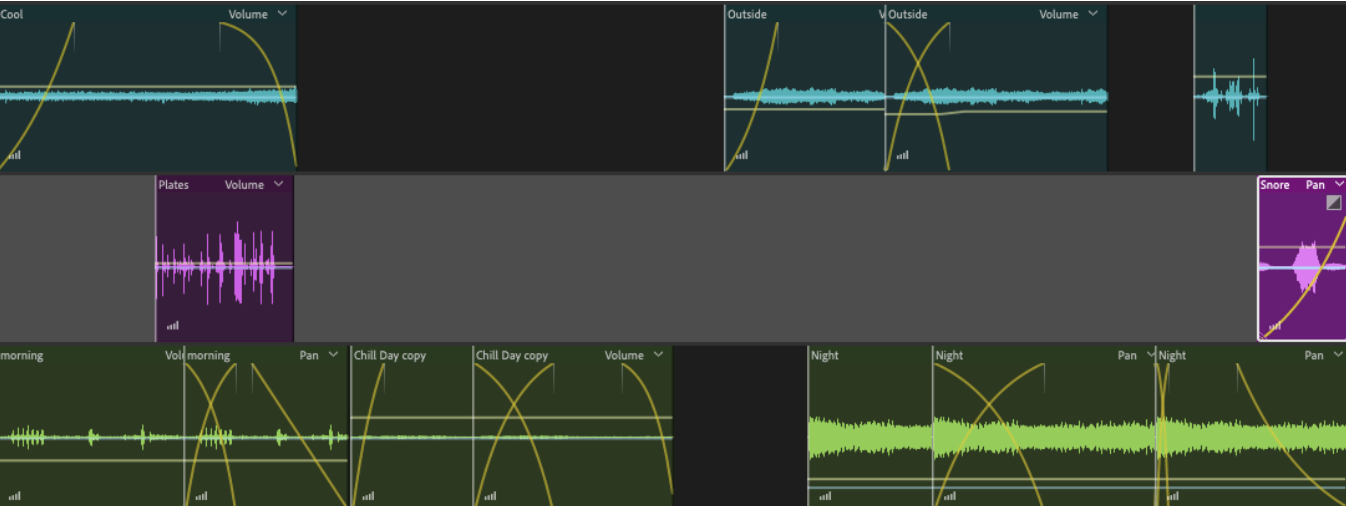 Cool Volume Outside V Outside Volume
Plates Volume Snore Pan
morning Vol morning Pan Chill Day copy Chill Day copy Volume Night Night Pan Night Pan